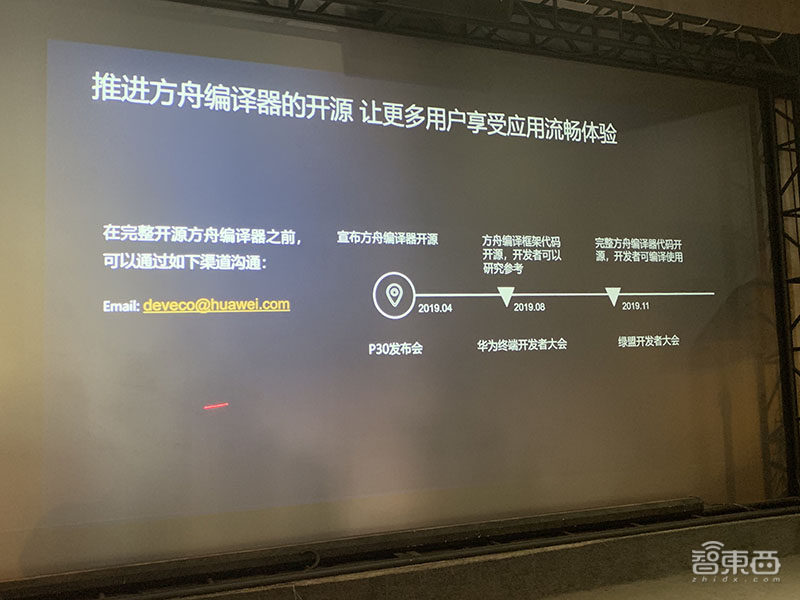 推进方舟编译器的开源 让更多用户享受应用流畅体验
在完整开源方舟编译器之前，
可以通过如下渠道沟通：
Email: deveco@huawei.com
宣布方舟编译器开源
2019.04
P30发布会
方舟编译框架代码
开源，开发者可以
研究参考
2019.08
华为终端开发者大会
完整方舟编译器代码开
源，开发者可编译使用
2019.11
绿盟开发者大会
智東西
zhidx.com